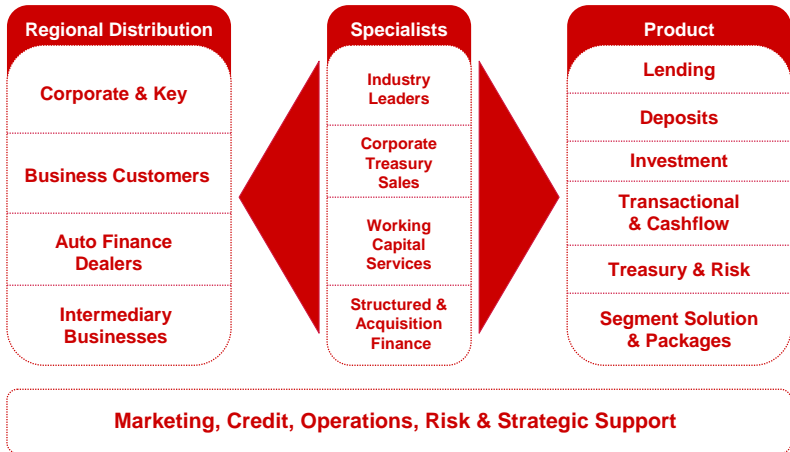 Regional Distribution
Corporate & Key
Business Customers
Auto Finance
Dealers
Intermediary
Businesses
Specialists
Industry
Leaders
Corporate
Treasury
Sales
Working
Capital
Services
Structured &
Acquisition
Finance
Product
Lending
Deposits
Investment
Transactional
& Cashflow
Treasury & Risk
Segment Solution
& Packages
Marketing, Credit, Operations, Risk & Strategic Support